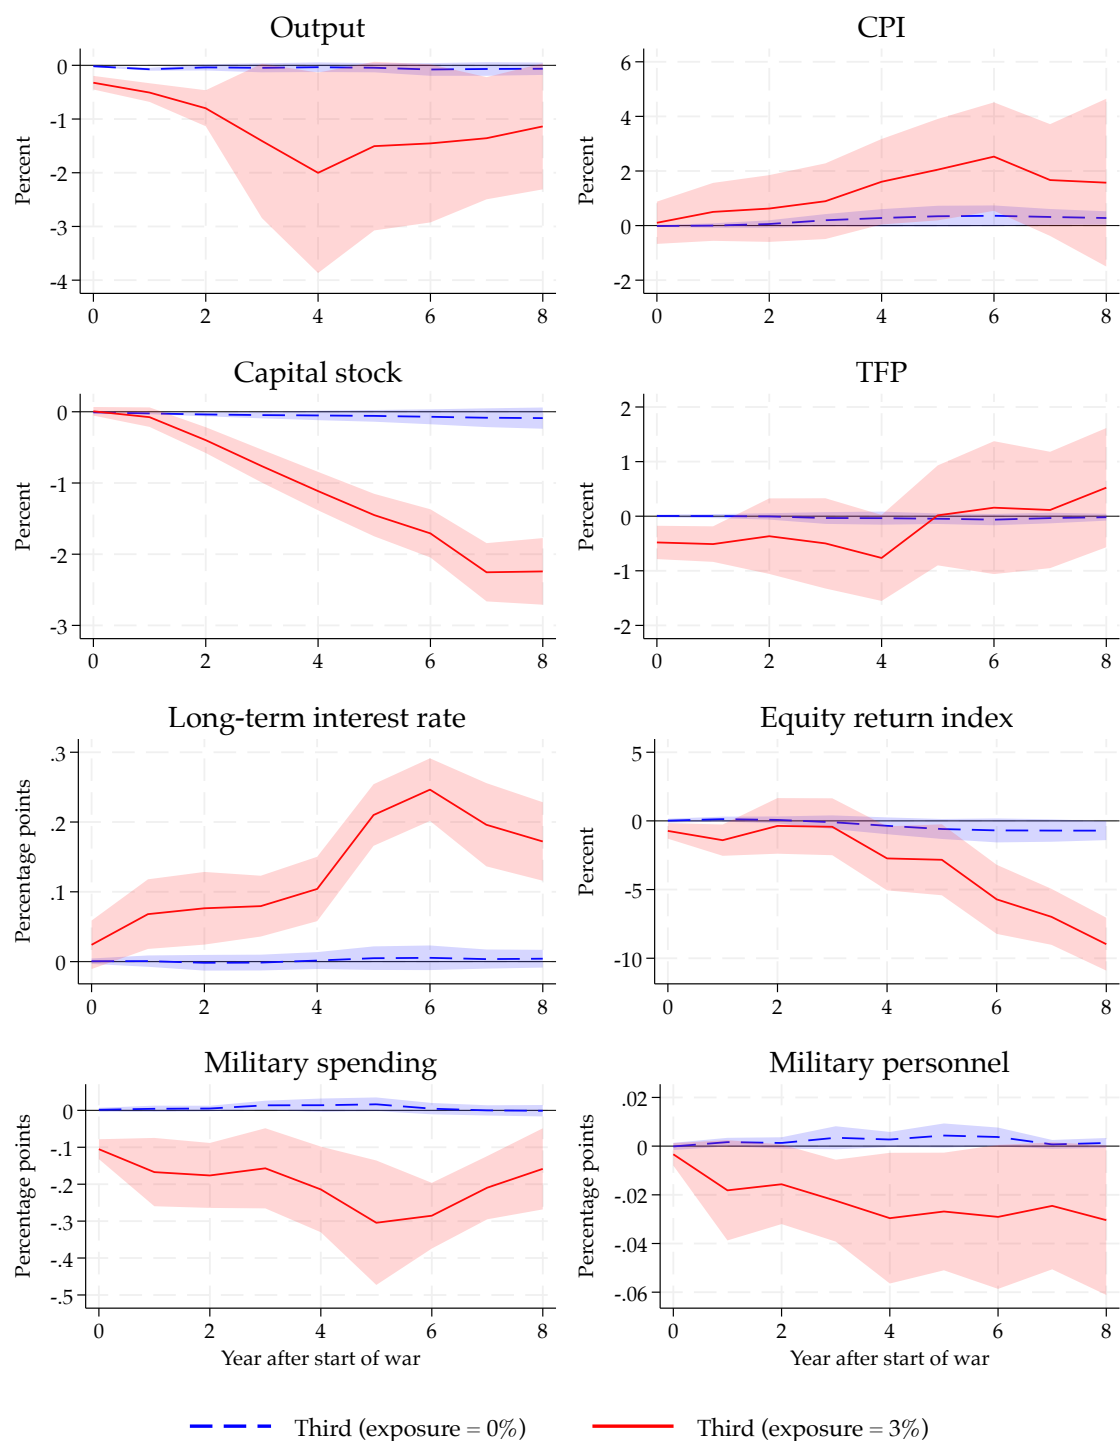 Output
CPI
Percent
0
-1
-2
-3
-4
0 2 4 6 8
Percent
6
4
2
0
-2
0 2 4 6 8
Capital stock
TFP
Percent
0
-1
-2
-3
0 2 4 6 8
Percent
2
1
0
-1
-2
0 2 4 6 8
Long-term interest rate
Equity return index
Percentage points
.3
.2
.1
0
0 2 4 6 8
Percent
5
0
-5
-10
0 2 4 6 8
Military spending
Military personnel
Percentage points
0
-.1
-.2
-.3
-.4
-.5
0 2 4 6 8
Year after start of war
Percentage points
.02
0
-.02
-.04
-.06
0 2 4 6 8
Year after start of war
Third (exposure = 0%)
Third (exposure = 3%)